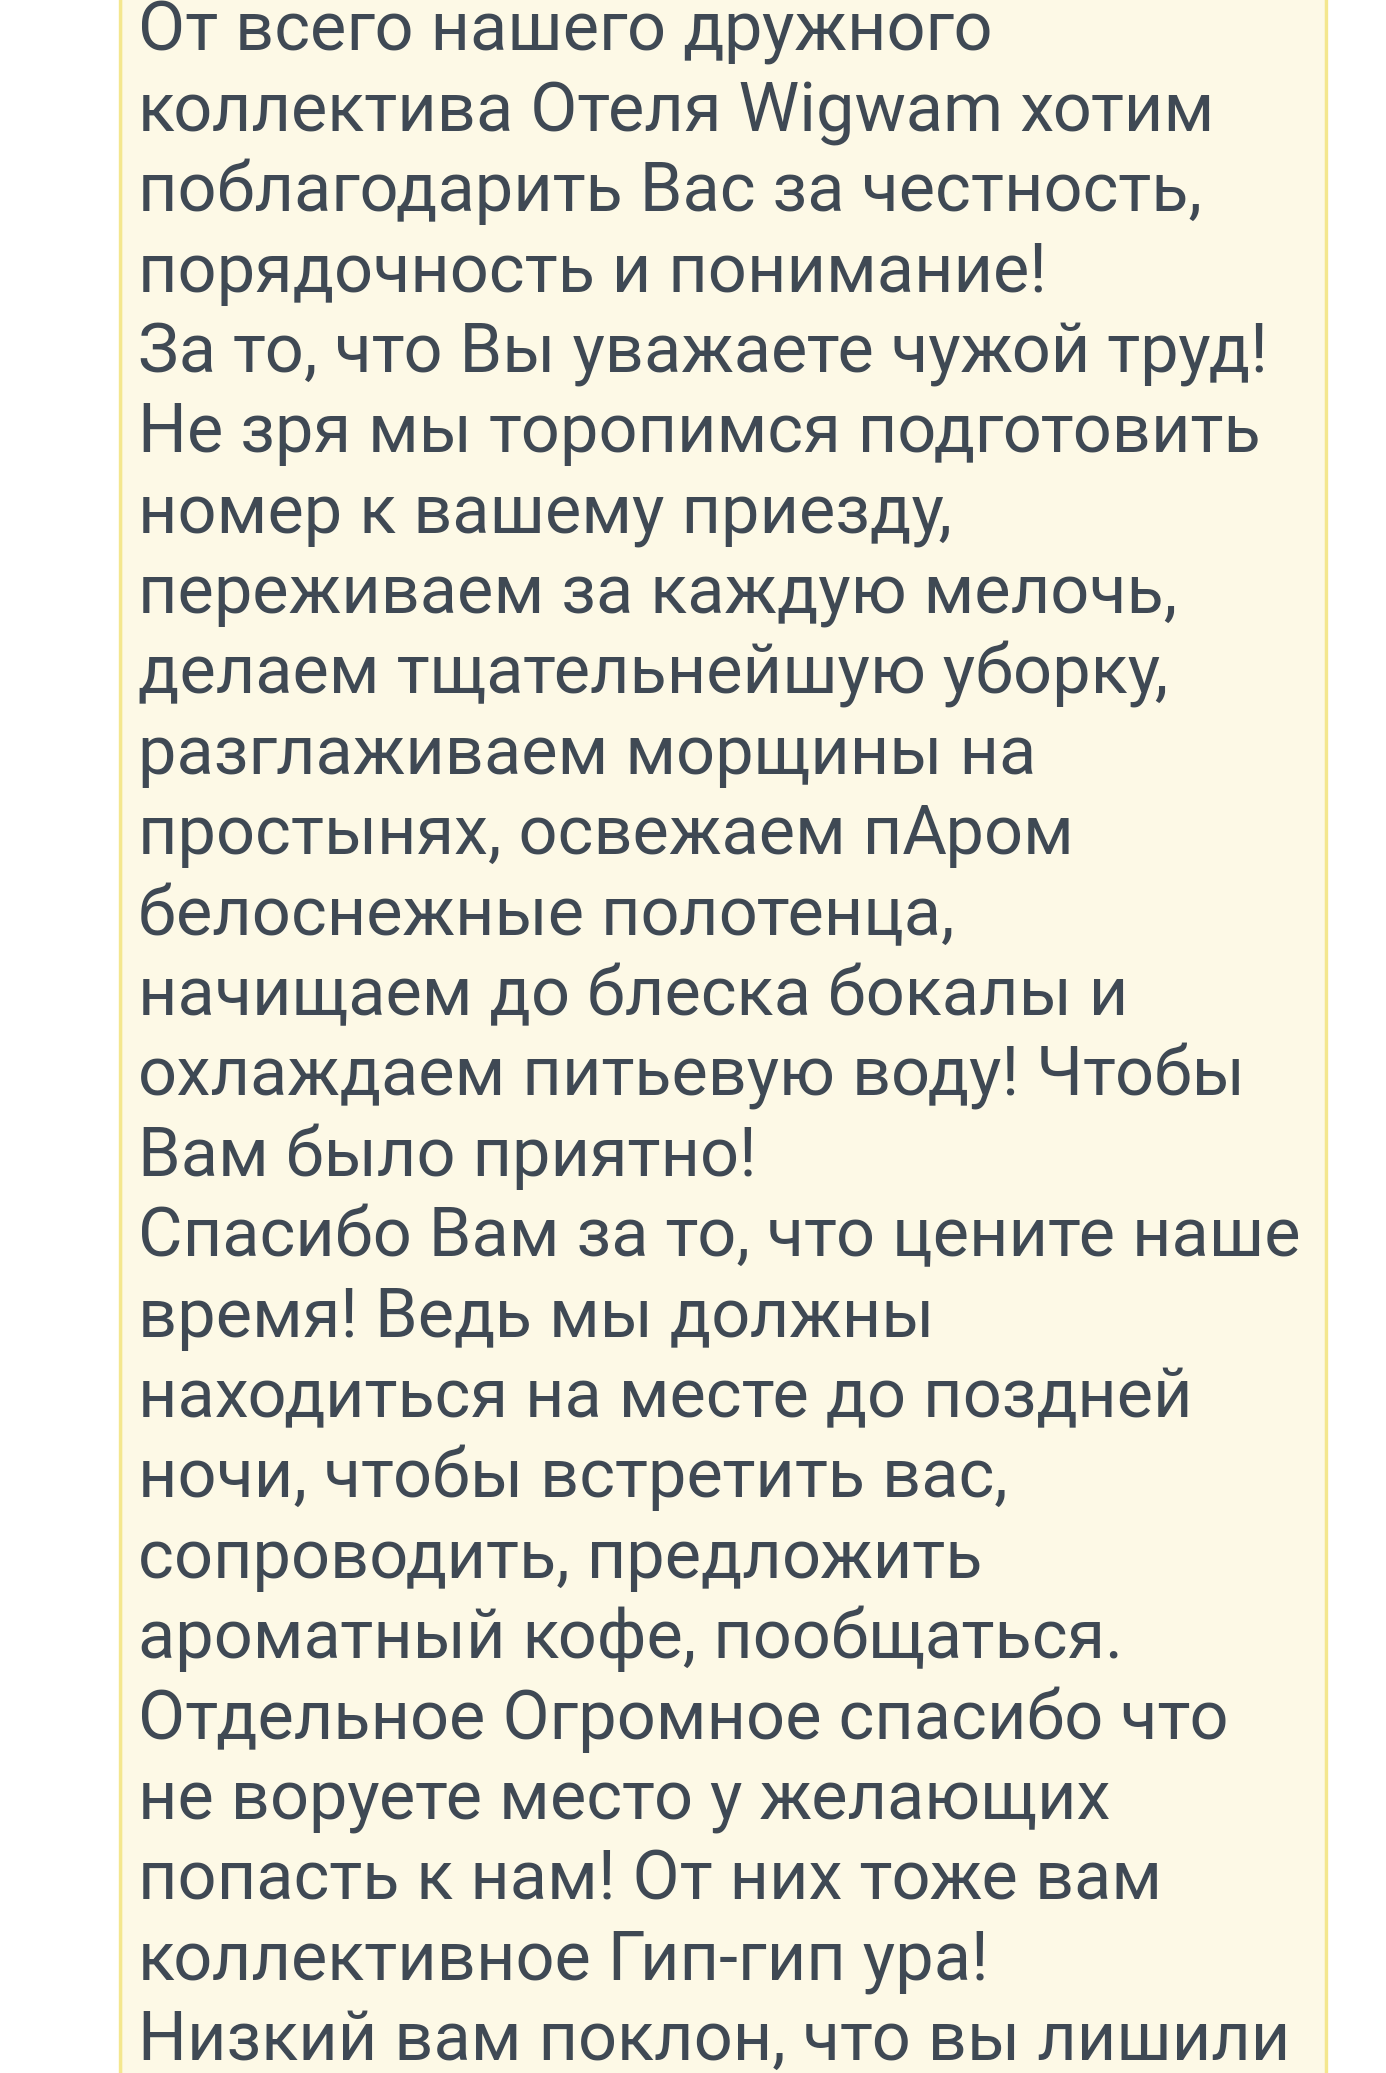 От всего нашего дружного
коллектива Отеля Wigwam хотим
поблагодарить Вас за честность,
порядочность и понимание!
За то, что Вы уважаете чужой труд!
Не зря мы торопимся подготовить
номер к вашему приезду,
переживаем за каждую мелочь,
делаем тщательнейшую уборку,
разглаживаем морщины на
простынях, освежаем пАром
белоснежные полотенца,
начищаем до блеска бокалы и
охлаждаем питьевую воду! Чтобы
Вам было приятно!
Спасибо Вам за то, что цените наше
время! Ведь мы должны
находиться на месте до поздней
ночи, чтобы встретить вас,
сопроводить, предложить
ароматный кофе, пообщаться.
Отдельное Огромное спасибо что
не воруете место у желающих
попасть к нам! От них тоже вам
коллективное Гип-гип ура!
Низкий вам поклон, что вы лишили